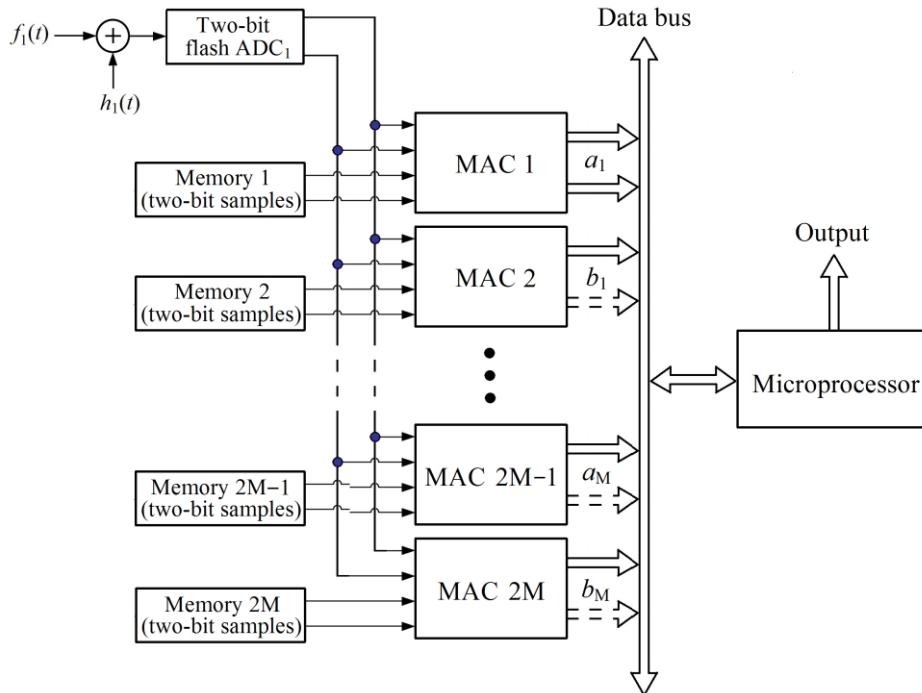 f₁(t)
h₁(t)
Two-bit
flash ADC₁
Data bus
MAC 1
a₁
Memory 1
(two-bit samples)
MAC 2
b₁
Memory 2
(two-bit samples)
Output
Microprocessor
MAC 2M−1
a_M
Memory 2M−1
(two-bit samples)
MAC 2M
b_M
Memory 2M
(two-bit samples)